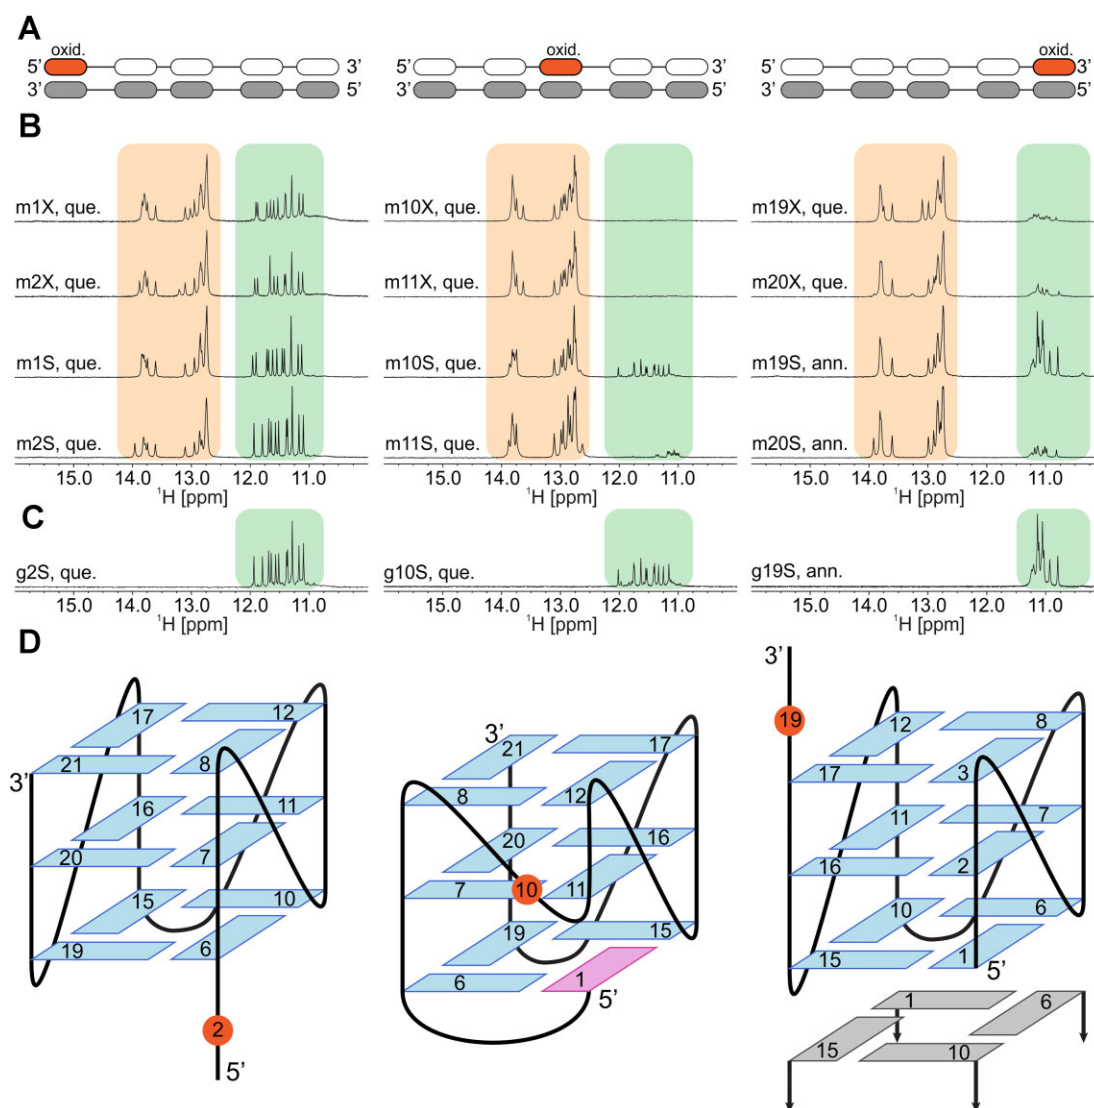 A
oxid. oxid. oxid.
5' 3' 5' 3' 5' 3'
3' 5' 3' 5' 3' 5'
B
m1X, que. m10X, que. m19X, que.
m2X, que. m11X, que. m20X, que.
m1S, que. m10S, que. m19S, ann.
m2S, que. m11S, que. m20S, ann.
15.0 14.0 13.0 12.0 11.0 15.0 14.0 13.0 12.0 11.0 15.0 14.0 13.0 12.0 11.0
¹H [ppm] ¹H [ppm] ¹H [ppm]
C
g2S, que. g10S, que. g19S, ann.
15.0 14.0 13.0 12.0 11.0 15.0 14.0 13.0 12.0 11.0 15.0 14.0 13.0 12.0 11.0
¹H [ppm] ¹H [ppm] ¹H [ppm]
D
17 12
21 8
3'
16 11
20 7
15 10
19 6
2
5'
3' 21 17
8 12
20 16
7 10 11
19 15
6 1
5'
3'
19
12 8
17 3
11 7
16 2
10 6
15 1
5'
1 6
15 10